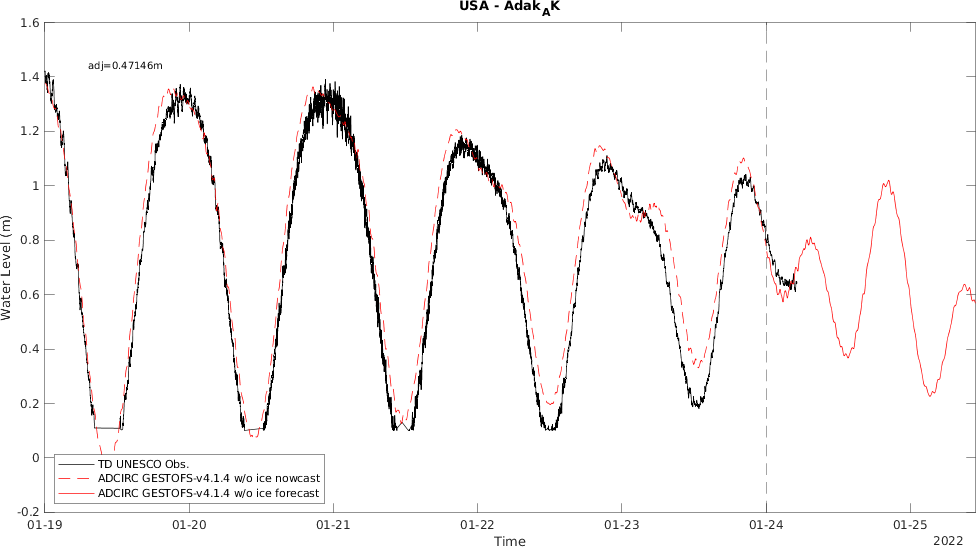 USA - Adak_AK
1.6
1.4
adj=0.47146m
1.2
1
0.8
0.6
0.4
0.2
0
-0.2
Water Level (m)
TD UNESCO Obs.
ADCIRC GESTOFS-v4.1.4 w/o ice nowcast
ADCIRC GESTOFS-v4.1.4 w/o ice forecast
01-19 01-20 01-21 01-22 01-23 01-24 01-25
Time
2022